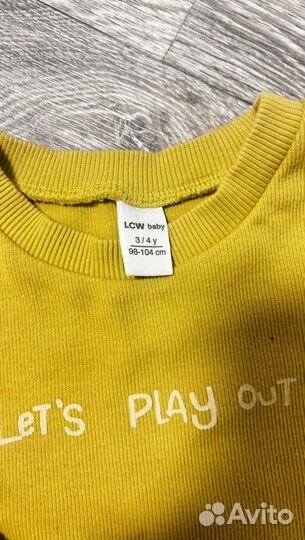 LCW baby
3 / 4 y
98-104 cm
LeT'S PLAY OUT
Avito